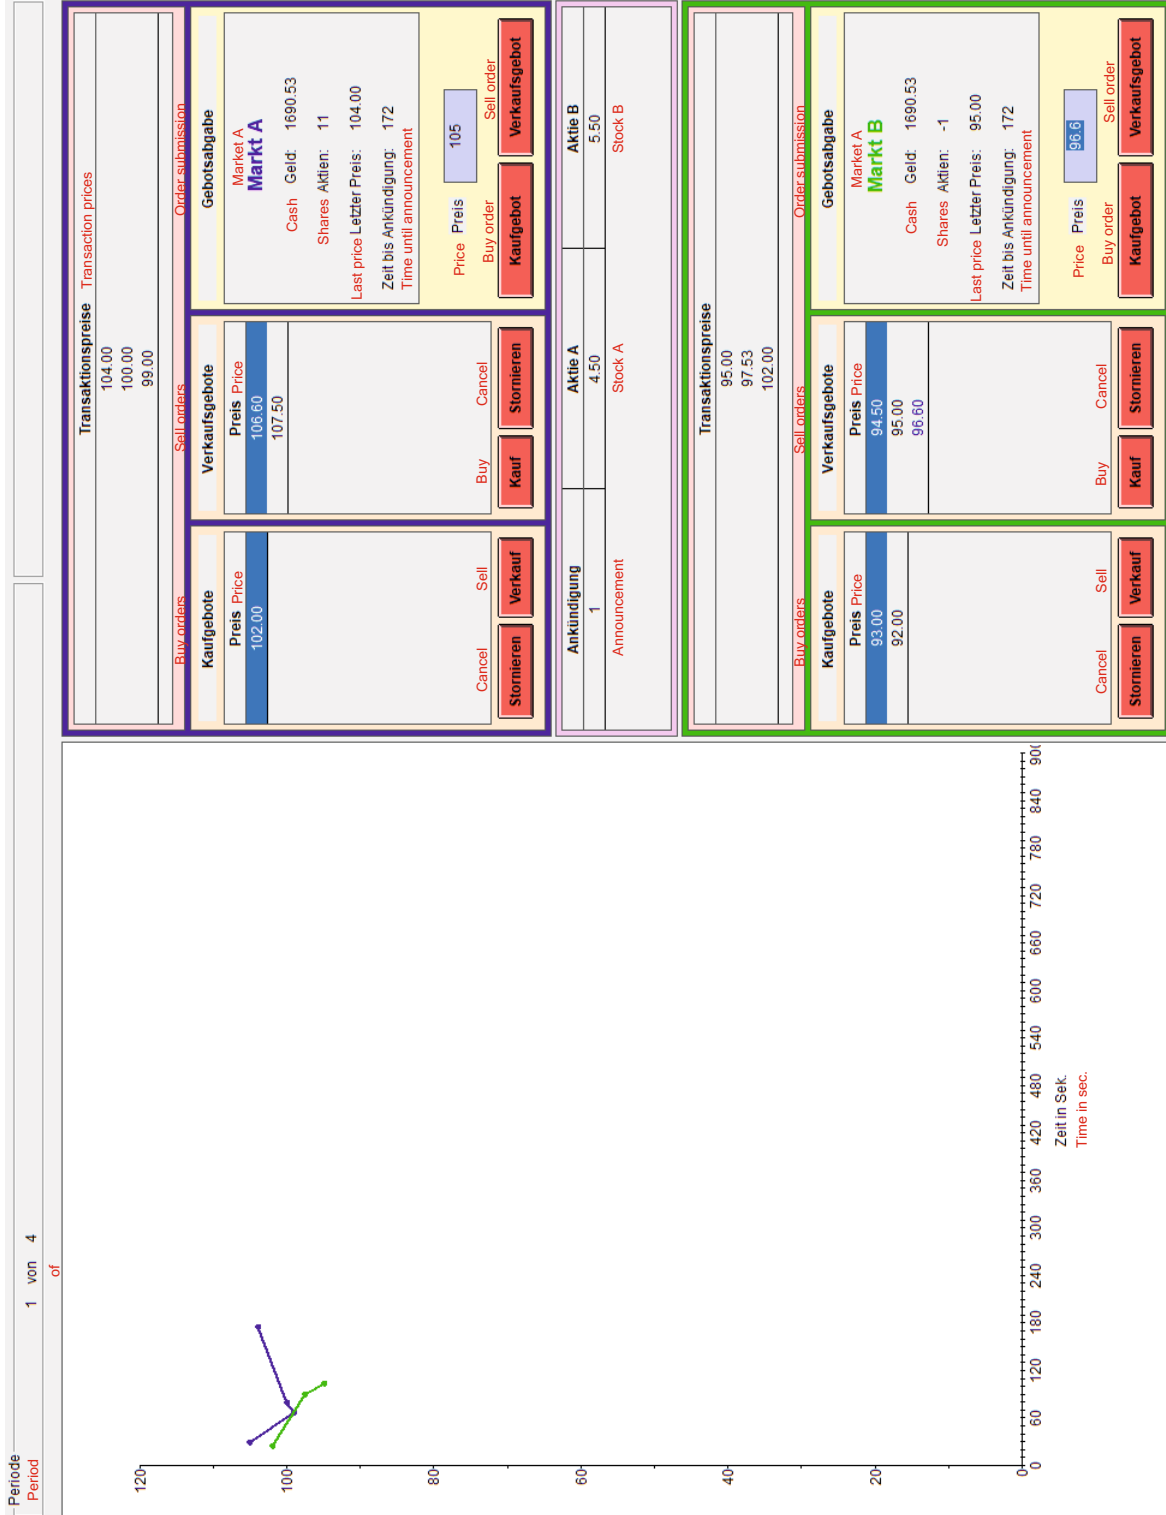 Periode
Period
1 von 4
of
120
100
80
60
40
20
0
0 60 120 180 240 300 360 420 480 540 600 660 720 780 840
Zeit in Sek.
Time in sec.
Transaktionspreise Transaction prices
104.00
100.00
99.00
Buy orders Sell orders Order submission
Kaufgebote
Preis Price
102.00
Cancel Sell
Stornieren Verkauf
Verkaufsgebote
Preis Price
106.60
107.50
Buy Cancel
Kauf Stornieren
Gebotsabgabe
Market A
Markt A
Cash Geld: 1690.53
Shares Aktien: 11
Last price Letzter Preis: 104.00
Zeit bis Ankündigung: 172
Time until announcement
Price Preis 105
Buy order Sell order
Kaufgebot Verkaufsgebot
Ankündigung Aktie A Aktie B
1 4.50 5.50
Announcement Stock A Stock B
Transaktionspreise
95.00
97.53
102.00
Buy orders Sell orders Order submission
Kaufgebote
Preis Price
93.00
92.00
Cancel Sell
Stornieren Verkauf
Verkaufsgebote
Preis Price
94.50
95.00
96.60
Buy Cancel
Kauf Stornieren
Gebotsabgabe
Market A
Markt B
Cash Geld: 1690.53
Shares Aktien: -1
Last price Letzter Preis: 95.00
Zeit bis Ankündigung: 172
Time until announcement
Price Preis 96.6
Buy order Sell order
Kaufgebot Verkaufsgebot